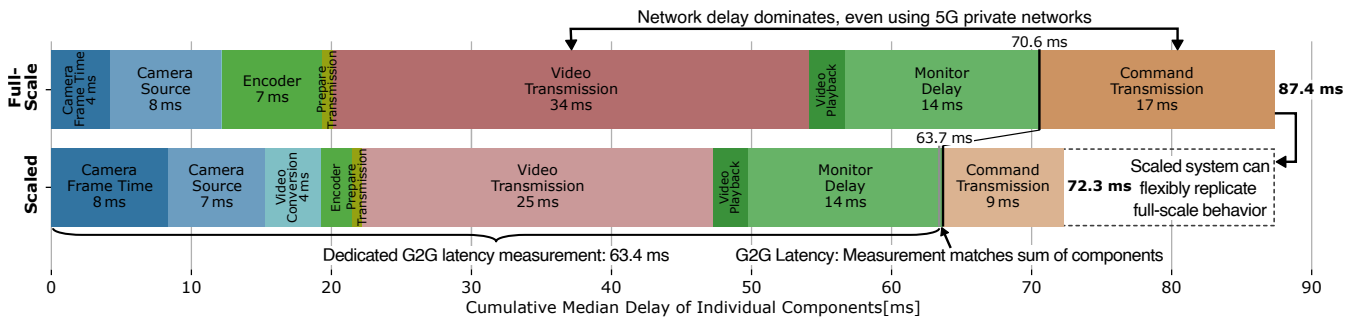 Network delay dominates, even using 5G private networks
70.6 ms
Full-
Scale
Camera
Frame Time
4 ms
Camera
Source
8 ms
Encoder
7 ms
Prepare
Transmission
Video
Transmission
34 ms
Video
Playback
Monitor
Delay
14 ms
Command
Transmission
17 ms
87.4 ms
63.7 ms
Scaled
Camera
Frame Time
8 ms
Camera
Source
7 ms
Video
Conversion
4 ms
Encoder
Prepare
Transmission
Video
Transmission
25 ms
Video
Playback
Monitor
Delay
14 ms
Command
Transmission
9 ms
72.3 ms
Scaled system can
flexibly replicate
full-scale behavior
Dedicated G2G latency measurement: 63.4 ms
G2G Latency: Measurement matches sum of components
0 10 20 30 40 50 60 70 80 90
Cumulative Median Delay of Individual Components[ms]